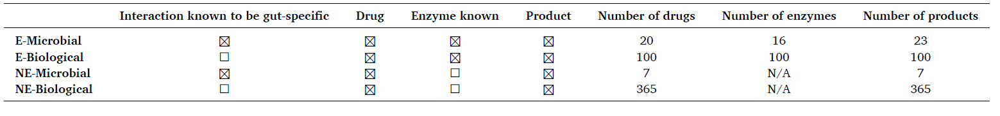 Interaction known to be gut-specific Drug Enzyme known Product Number of drugs Number of enzymes Number of products
E-Microbial ☒ ☒ ☒ ☒ 20 16 23
E-Biological ☐ ☒ ☒ ☒ 100 100 100
NE-Microbial ☒ ☒ ☐ ☒ 7 N/A 7
NE-Biological ☐ ☒ ☐ ☒ 365 N/A 365